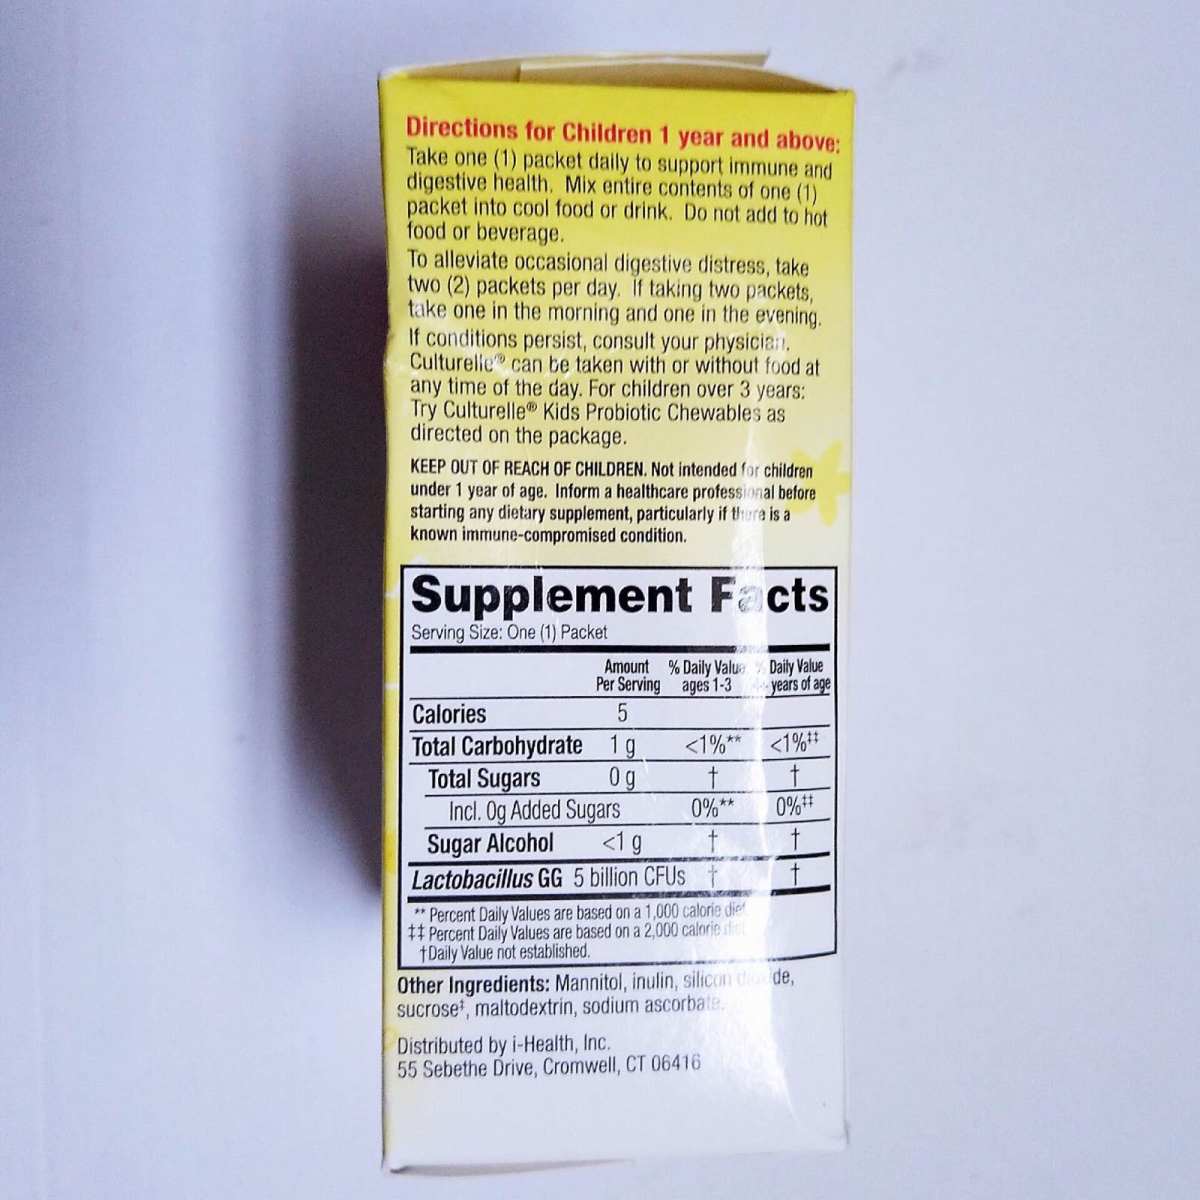 Directions for Children 1 year and above:
Take one (1) packet daily to support immune and
digestive health. Mix entire contents of one (1)
packet into cool food or drink. Do not add to hot
food or beverage.
To alleviate occasional digestive distress, take
two (2) packets per day. If taking two packets,
take one in the morning and one in the evening.
If conditions persist, consult your physician.
Culturelle® can be taken with or without food at
any time of the day. For children over 3 years:
Try Culturelle® Kids Probiotic Chewables as
directed on the package.
KEEP OUT OF REACH OF CHILDREN. Not intended for children
under 1 year of age. Inform a healthcare professional before
starting any dietary supplement, particularly if there is a
known immune-compromised condition.
Supplement Facts
Serving Size: One (1) Packet
Amount % Daily Value % Daily Value
Per Serving ages 1-3 years of age
Calories 5
Total Carbohydrate 1 g <1%** <1%‡‡
Total Sugars 0 g † †
Incl. 0g Added Sugars 0%** 0%‡‡
Sugar Alcohol <1 g † †
Lactobacillus GG 5 billion CFUs † †
** Percent Daily Values are based on a 1,000 calorie diet
‡‡ Percent Daily Values are based on a 2,000 calorie diet
†Daily Value not established.
Other Ingredients: Mannitol, inulin, silicon dioxide,
sucrose‡, maltodextrin, sodium ascorbate.
Distributed by i-Health, Inc.
55 Sebethe Drive, Cromwell, CT 06416